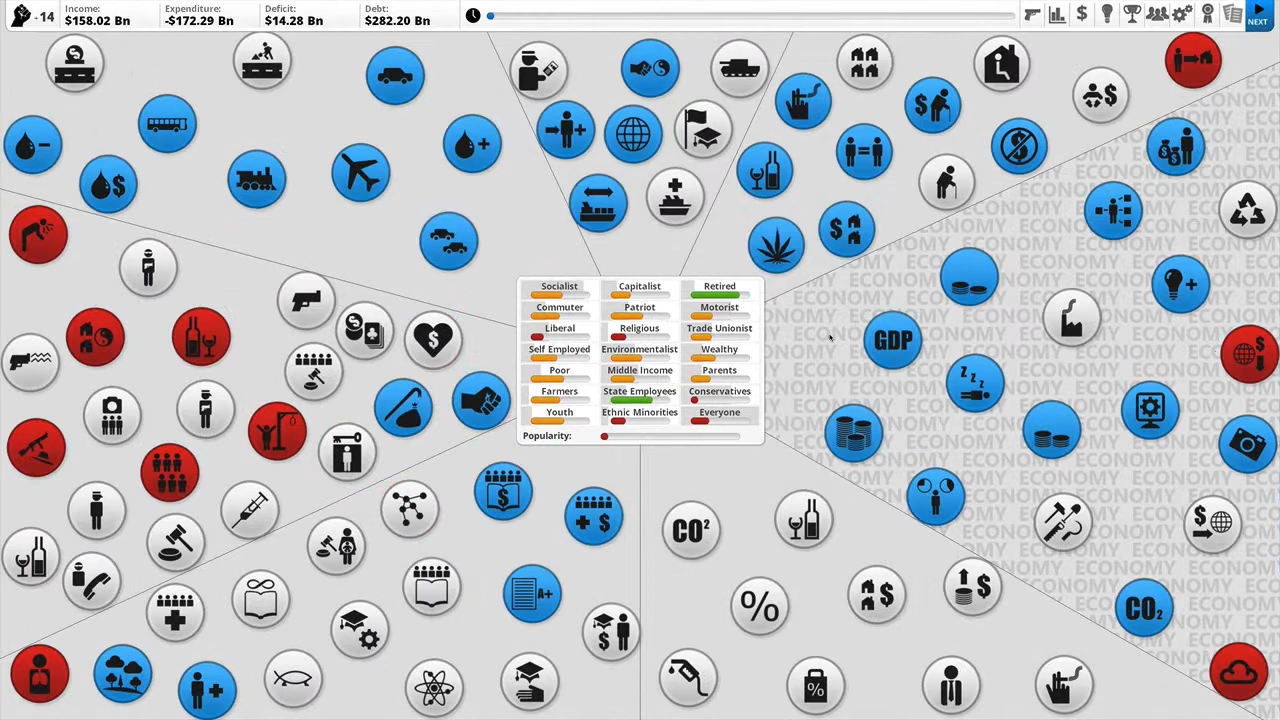 +14
Income:
$158.02 Bn
Expenditure:
-$172.29 Bn
Deficit:
$14.28 Bn
Debt:
$282.20 Bn
$
NEXT
Socialist
Capitalist
Retired
Commuter
Patriot
Motorist
Liberal
Religious
Trade Unionist
Self Employed
Environmentalist
Wealthy
Poor
Middle Income
Parents
Farmers
State Employees
Conservatives
Youth
Ethnic Minorities
Everyone
Popularity:
GDP
Z Z Z
A+
CO²
%
%
CO₂
ECONOMY ECONOMY ECONOMY